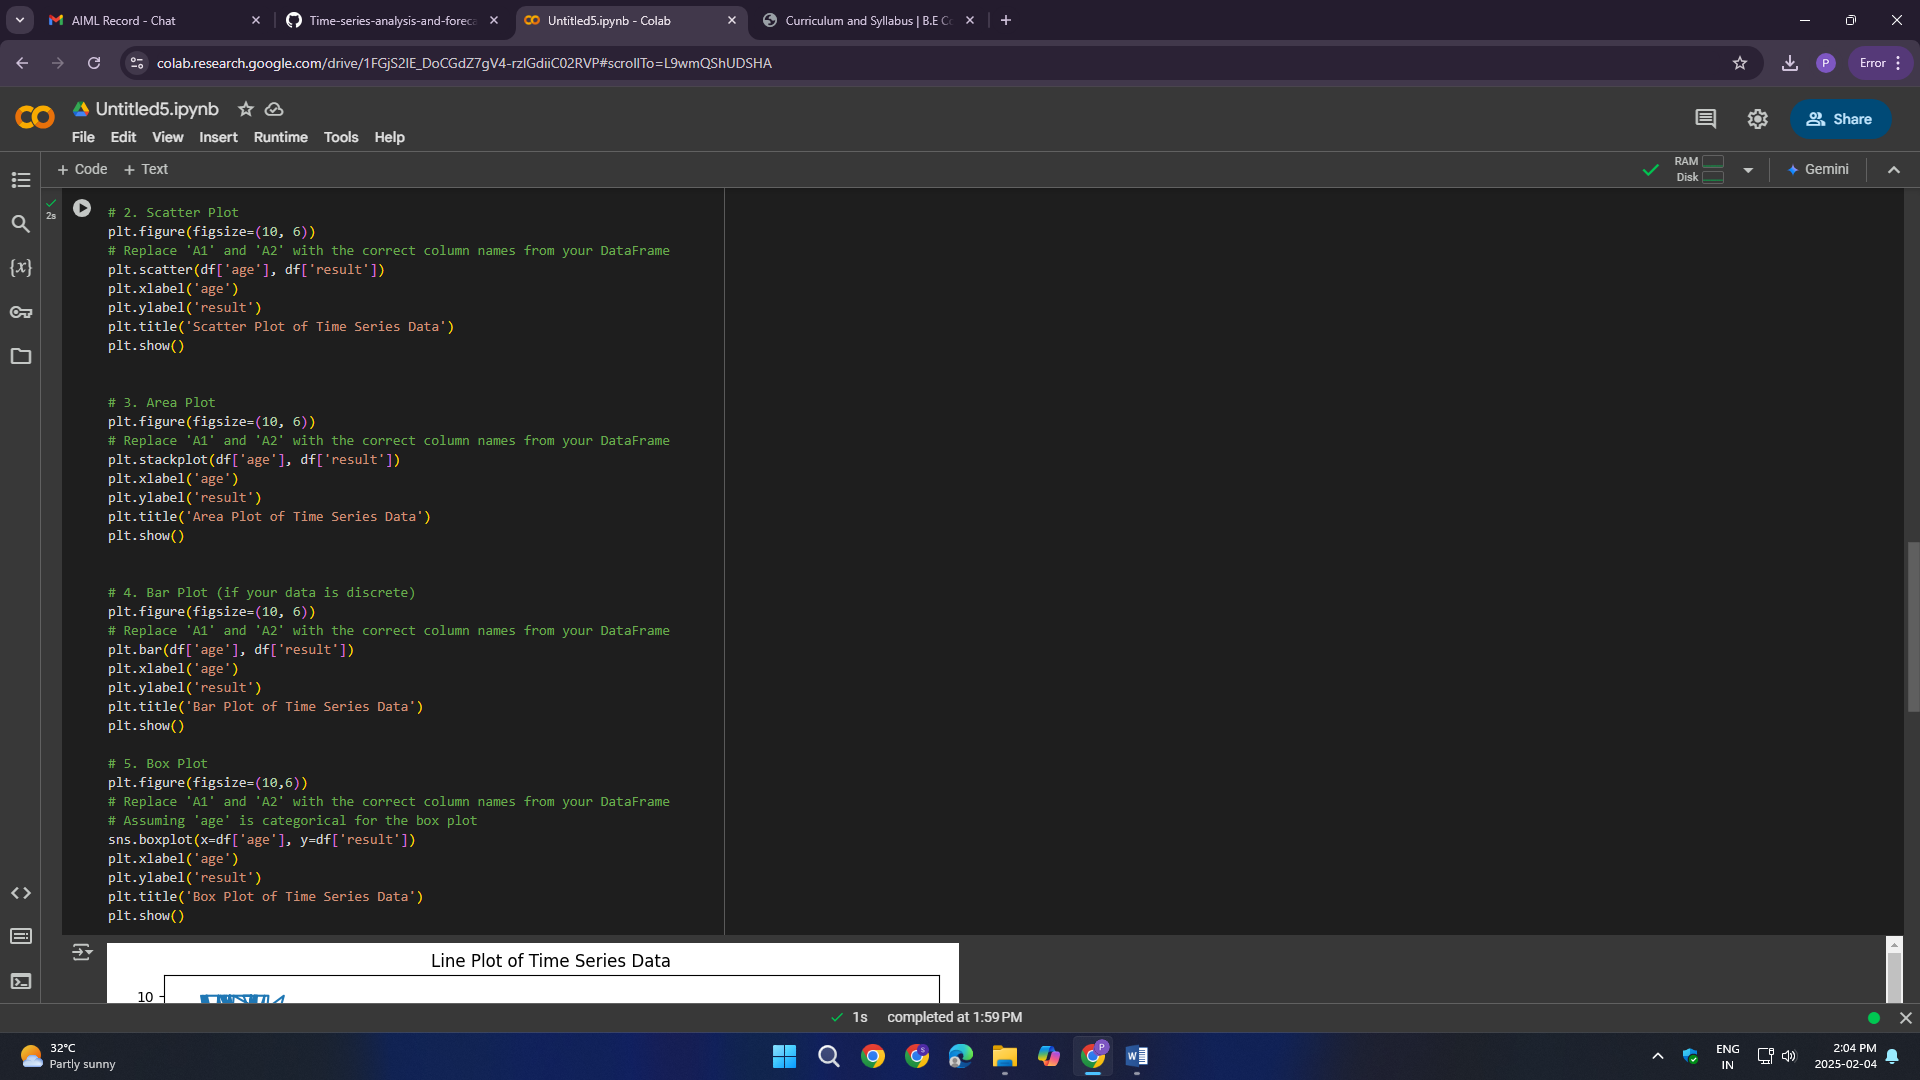 AIML Record - Chat
Time-series-analysis-and-foreca
Untitled5.ipynb - Colab
Curriculum and Syllabus | B.E Co
colab.research.google.com/drive/1FGjS2lE_DoCGdZ7gV4-rzlGdiiC02RVP#scrollTo=L9wmQShUDSHA
P
Error
Untitled5.ipynb
File Edit View Insert Runtime Tools Help
Share
+ Code + Text
RAM
Disk
Gemini
2s
# 2. Scatter Plot
plt.figure(figsize=(10, 6))
# Replace 'A1' and 'A2' with the correct column names from your DataFrame
plt.scatter(df['age'], df['result'])
plt.xlabel('age')
plt.ylabel('result')
plt.title('Scatter Plot of Time Series Data')
plt.show()
# 3. Area Plot
plt.figure(figsize=(10, 6))
# Replace 'A1' and 'A2' with the correct column names from your DataFrame
plt.stackplot(df['age'], df['result'])
plt.xlabel('age')
plt.ylabel('result')
plt.title('Area Plot of Time Series Data')
plt.show()
# 4. Bar Plot (if your data is discrete)
plt.figure(figsize=(10, 6))
# Replace 'A1' and 'A2' with the correct column names from your DataFrame
plt.bar(df['age'], df['result'])
plt.xlabel('age')
plt.ylabel('result')
plt.title('Bar Plot of Time Series Data')
plt.show()
# 5. Box Plot
plt.figure(figsize=(10,6))
# Replace 'A1' and 'A2' with the correct column names from your DataFrame
# Assuming 'age' is categorical for the box plot
sns.boxplot(x=df['age'], y=df['result'])
plt.xlabel('age')
plt.ylabel('result')
plt.title('Box Plot of Time Series Data')
plt.show()
Line Plot of Time Series Data
10
1s completed at 1:59 PM
32°C
Partly sunny
ENG
IN
2:04 PM
2025-02-04